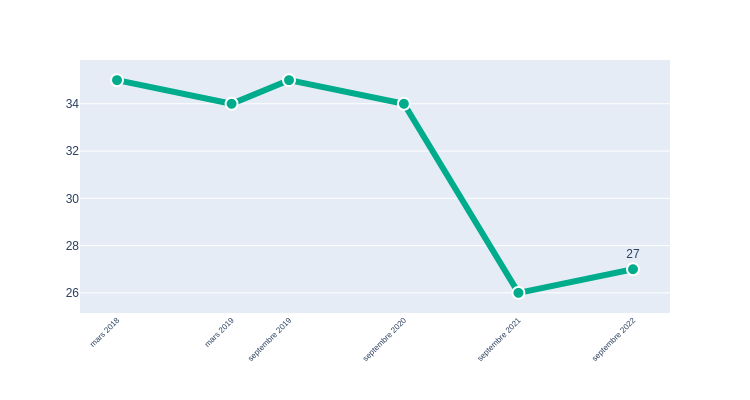 34
32
30
28
26
27
mars 2018
mars 2019
septembre 2019
septembre 2020
septembre 2021
septembre 2022